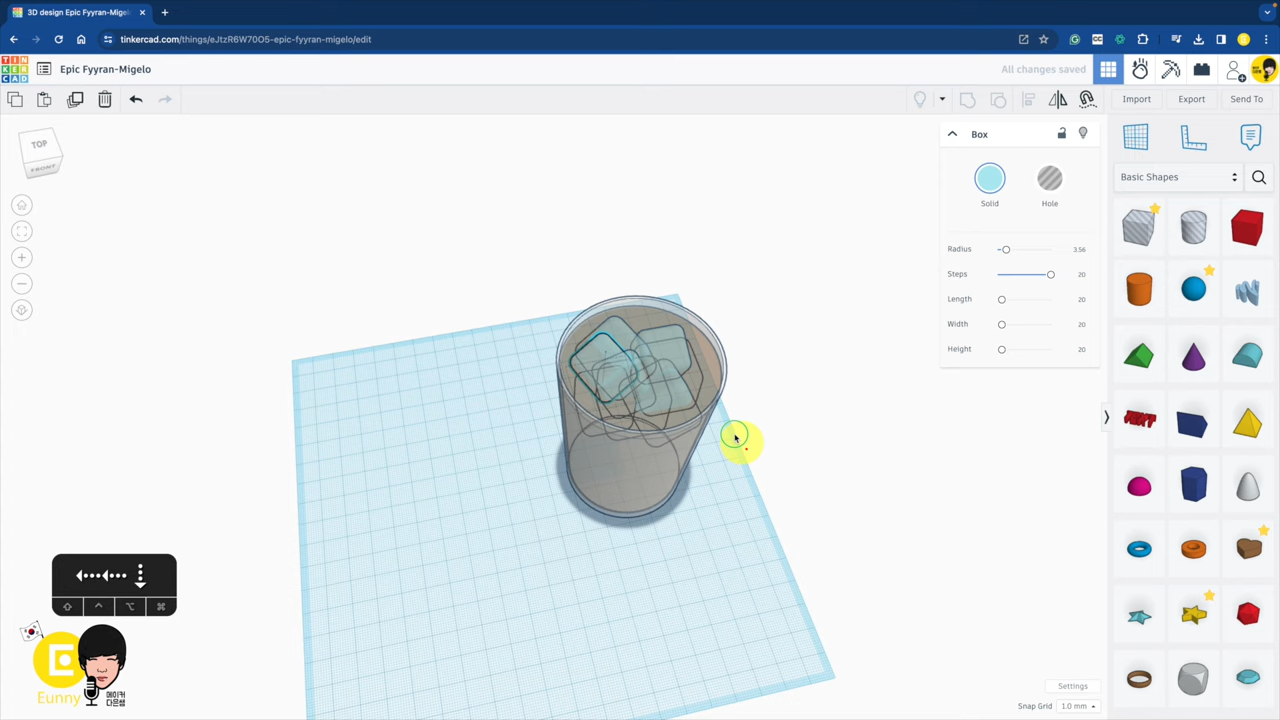 3D design Epic Fyyran-Migelo
tinkercad.com/things/eJtzR6W70O5-epic-fyyran-migelo/edit
TIN
KER
CAD
Epic Fyyran-Migelo
All changes saved
Import
Export
Send To
TOP
FRONT
Box
Solid
Hole
Radius
3.56
Steps
20
Length
20
Width
20
Height
20
Basic Shapes
TEXT
Settings
Snap Grid
1.0 mm
Eunny
메이커
다은쌤